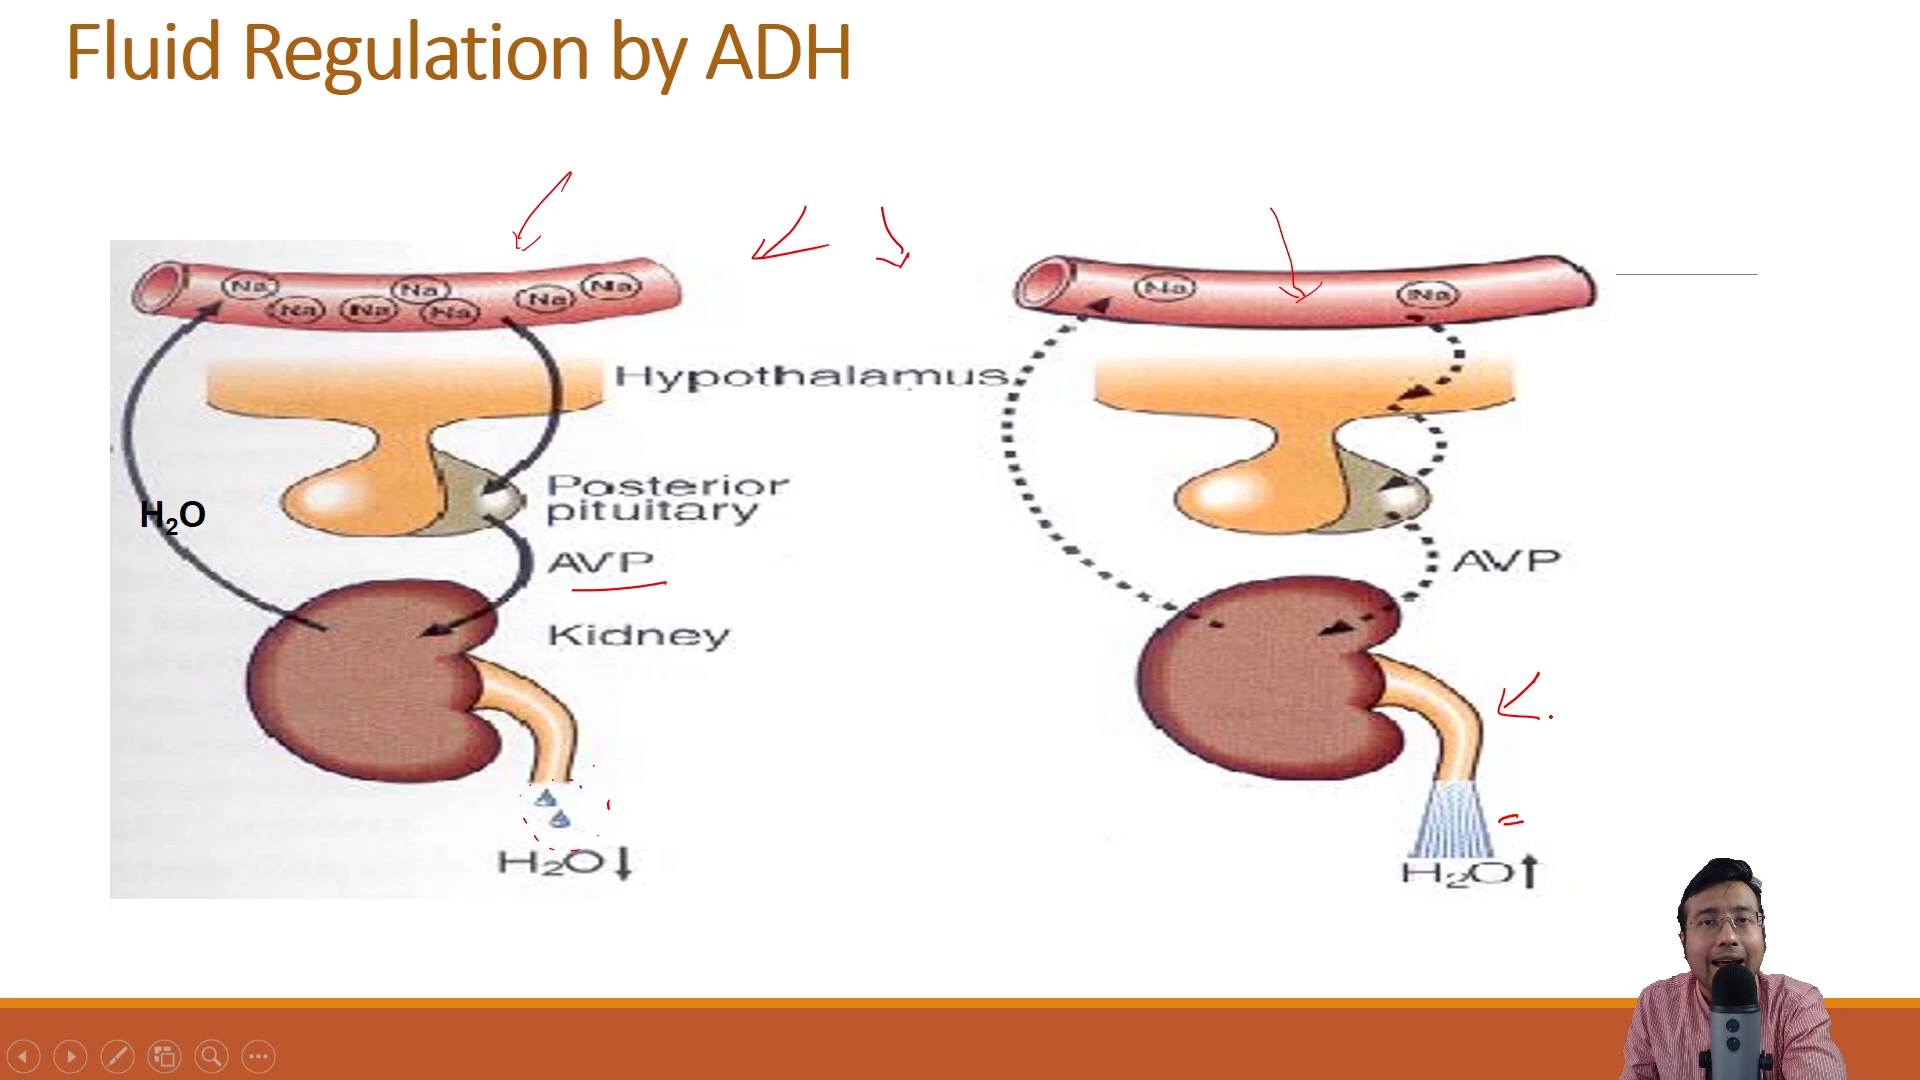 Fluid Regulation by ADH
Na Na Na
Na Na Na Na
Na Na
Hypothalamus
Posterior
pituitary
H₂O
AVP
AVP
Kidney
H₂O↓
H₂O↑